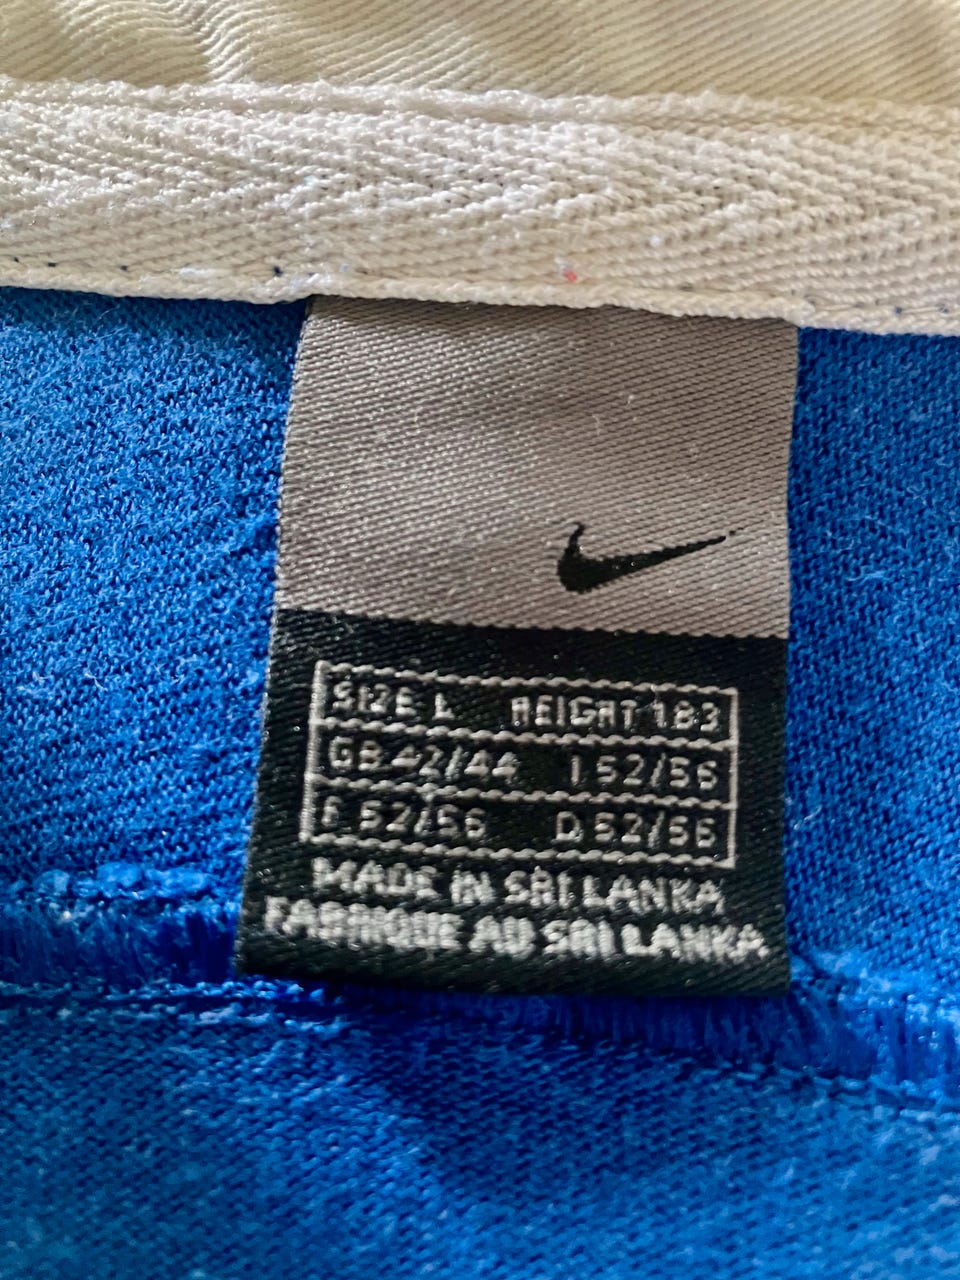 SIZE L HEIGHT 183
GB 42/44 I 52/56
F 52/56 D 52/56
MADE IN SRI LANKA
FABRIQUE AU SRI LANKA